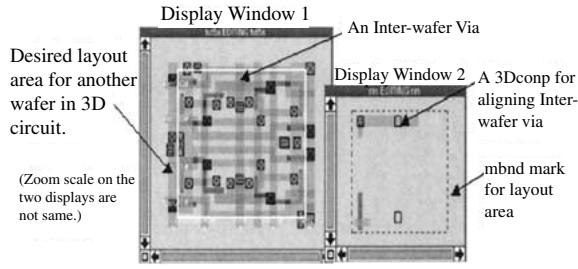 Display Window 1
An Inter-wafer Via
Desired layout
area for another
wafer in 3D
circuit.
Display Window 2
A 3Dconp for
aligning Inter-
wafer via
(Zoom scale on the
two displays are
not same.)
mbnd mark
for layout
area